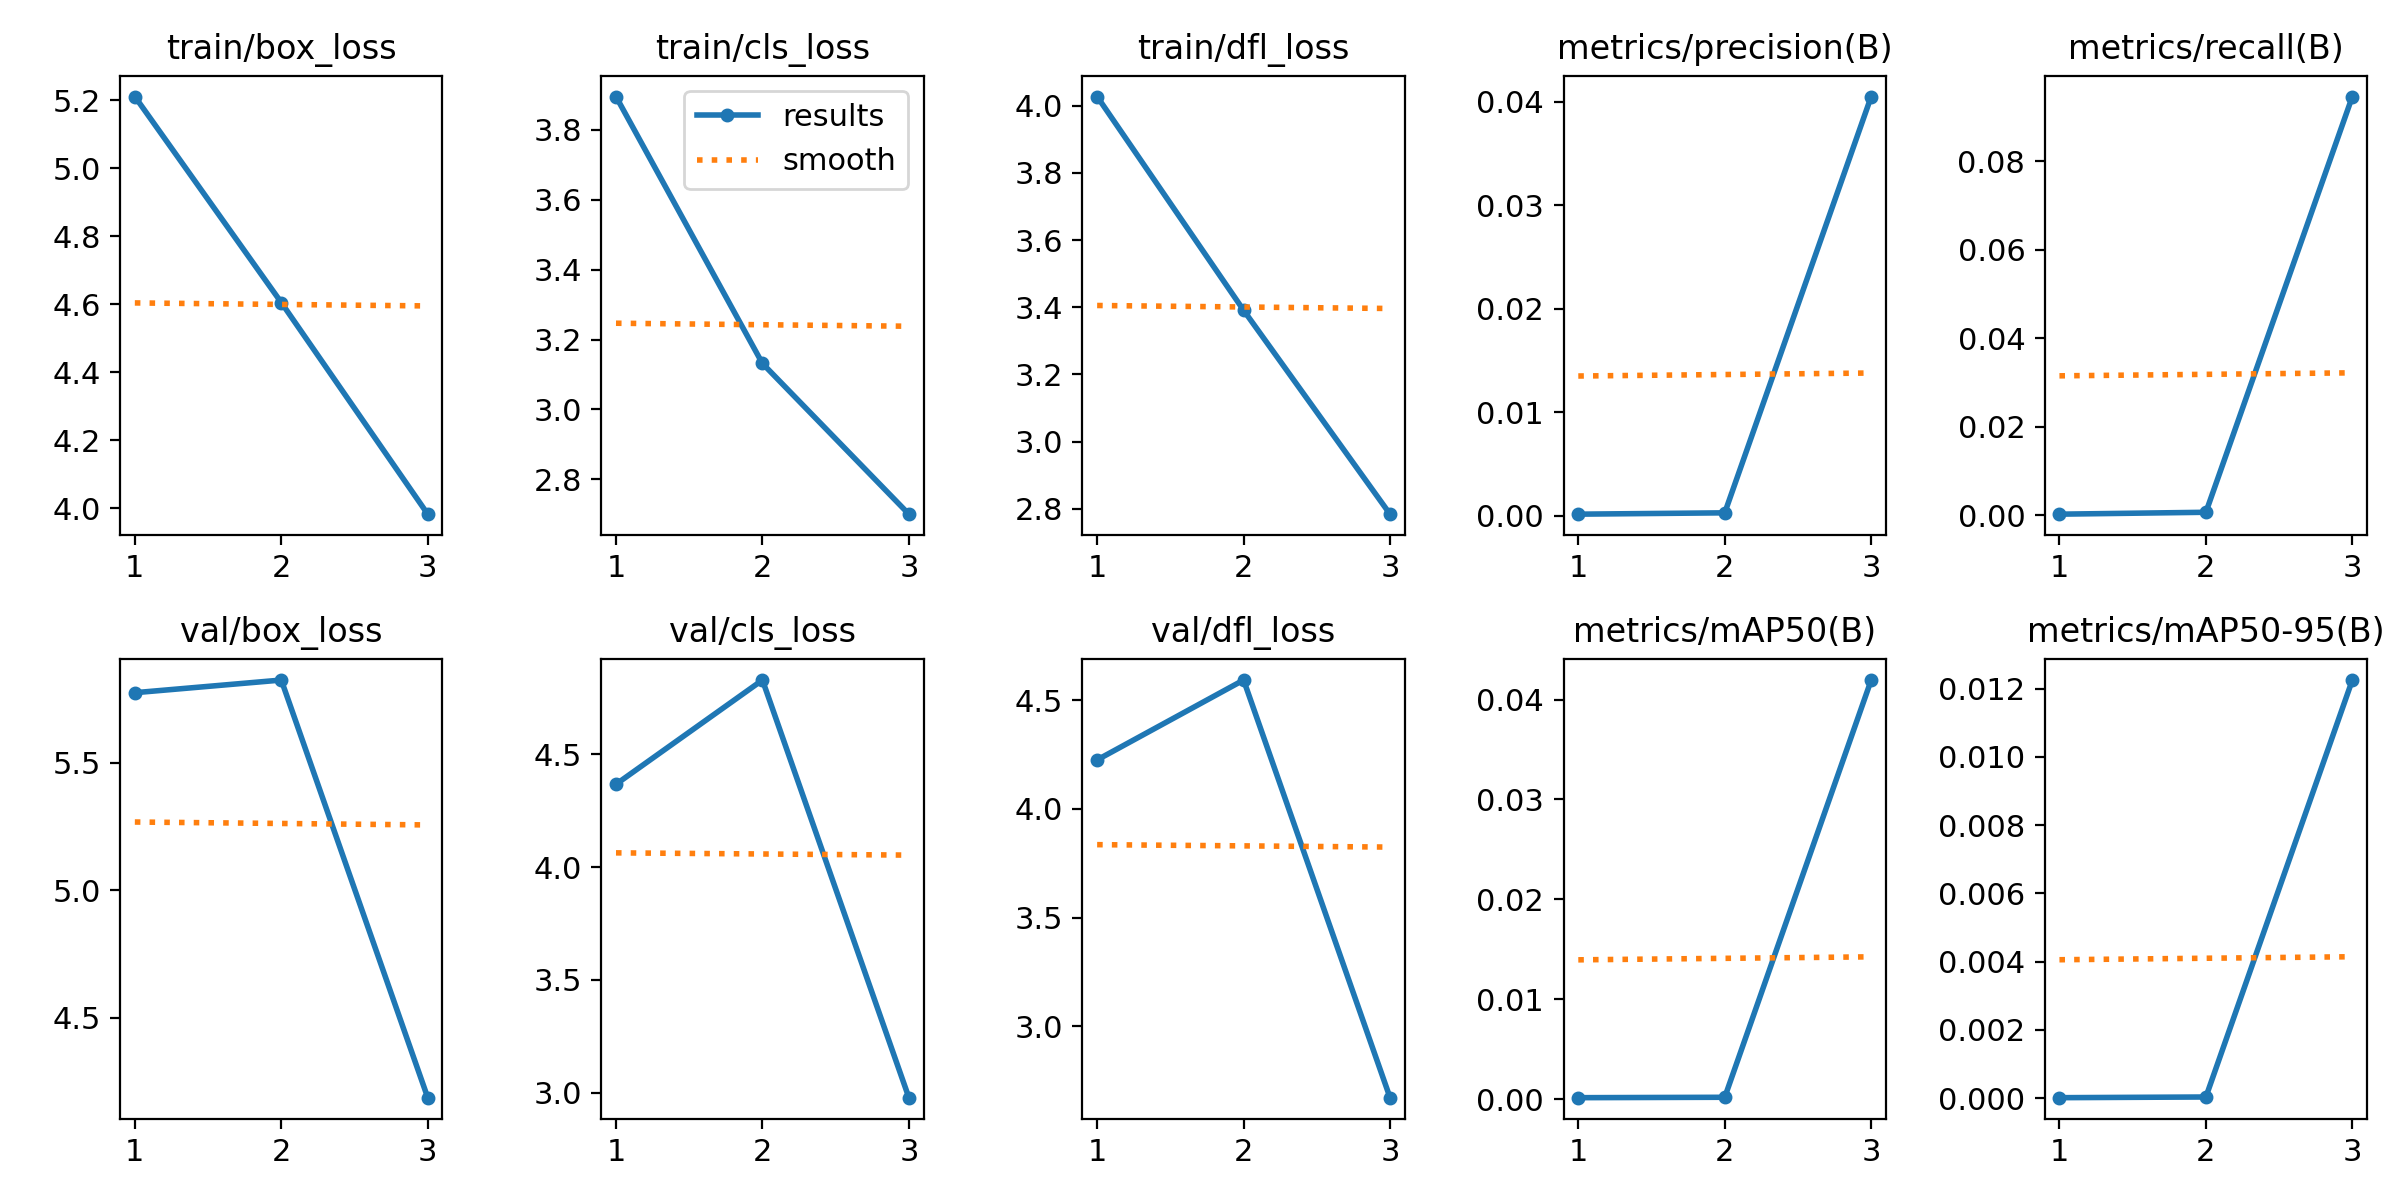 train/box_loss
5.2
5.0
4.8
4.6
4.4
4.2
4.0
1 2 3
train/cls_loss
results
smooth
3.8
3.6
3.4
3.2
3.0
2.8
1 2 3
train/dfl_loss
4.0
3.8
3.6
3.4
3.2
3.0
2.8
1 2 3
metrics/precision(B)
0.04
0.03
0.02
0.01
0.00
1 2 3
metrics/recall(B)
0.08
0.06
0.04
0.02
0.00
1 2 3
val/box_loss
5.5
5.0
4.5
1 2 3
val/cls_loss
4.5
4.0
3.5
3.0
1 2 3
val/dfl_loss
4.5
4.0
3.5
3.0
1 2 3
metrics/mAP50(B)
0.04
0.03
0.02
0.01
0.00
1 2 3
metrics/mAP50-95(B)
0.012
0.010
0.008
0.006
0.004
0.002
0.000
1 2 3